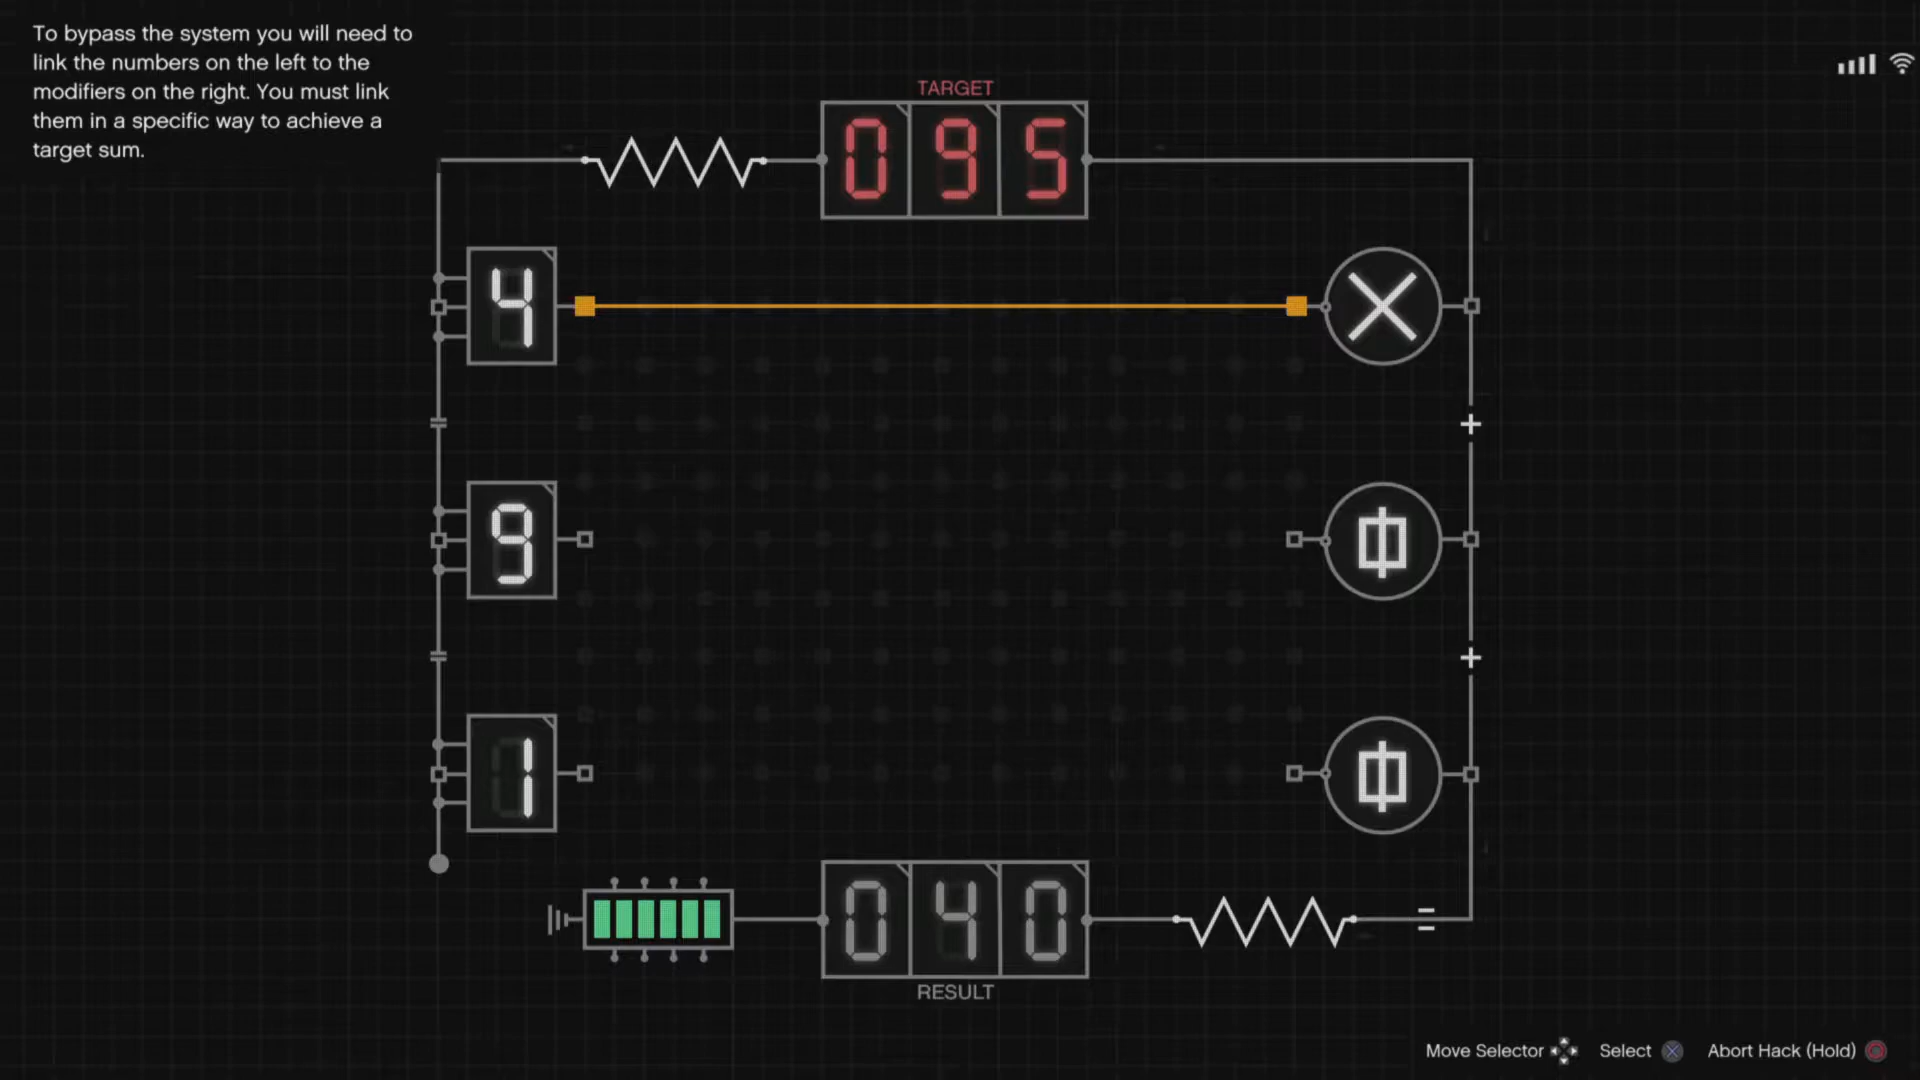 To bypass the system you will need to
link the numbers on the left to the
modifiers on the right. You must link
them in a specific way to achieve a
target sum.
TARGET
095
4
9
+
中
+
1
中
040
=
RESULT
Move Selector
Select
Abort Hack (Hold)